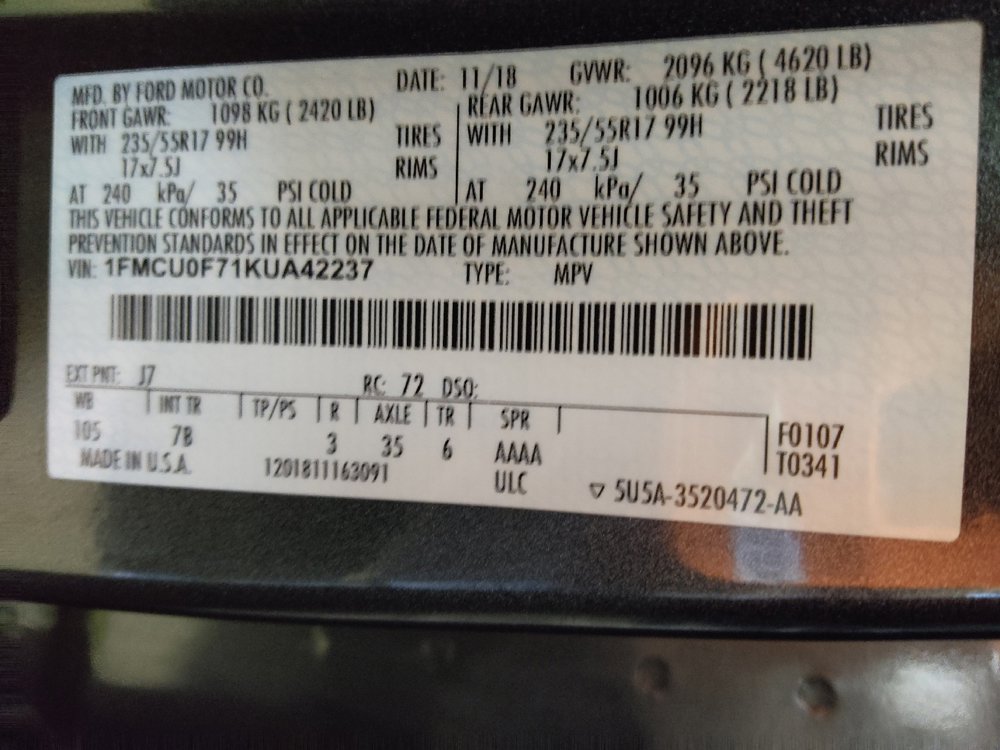 MFD. BY FORD MOTOR CO. DATE: 11/18 GVWR: 2096 KG ( 4620 LB)
FRONT GAWR: 1098 KG ( 2420 LB) REAR GAWR: 1006 KG ( 2218 LB)
WITH 235/55R17 99H TIRES WITH 235/55R17 99H TIRES
17x7.5J RIMS 17x7.5J RIMS
AT 240 kPa/ 35 PSI COLD AT 240 kPa/ 35 PSI COLD
THIS VEHICLE CONFORMS TO ALL APPLICABLE FEDERAL MOTOR VEHICLE SAFETY AND THEFT
PREVENTION STANDARDS IN EFFECT ON THE DATE OF MANUFACTURE SHOWN ABOVE.
VIN: 1FMCU0F71KUA42237 TYPE: MPV
EXT PNT: J7 RC: 72 DSO:
WB INT TR TP/PS R AXLE TR SPR
105 7B 3 35 6 AAAA F0107
MADE IN U.S.A. 1201811163091 ULC T0341
▽ 5U5A-3520472-AA